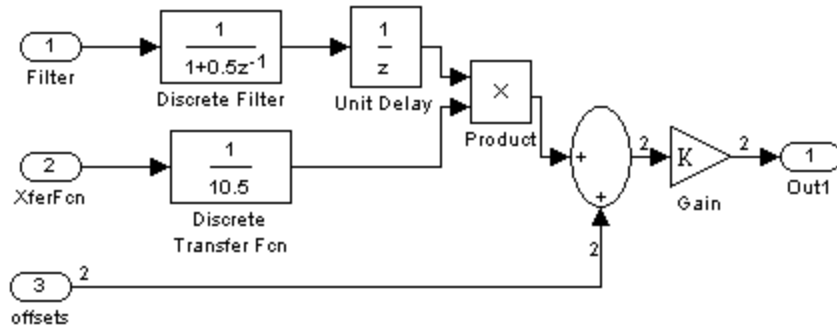 1
Filter
1
1+0.5z-1
Discrete Filter
1
z
Unit Delay
×
Product
2
XferFcn
1
10.5
Discrete
Transfer Fcn
+
+
2
K
Gain
2
1
Out1
3
offsets
2
2